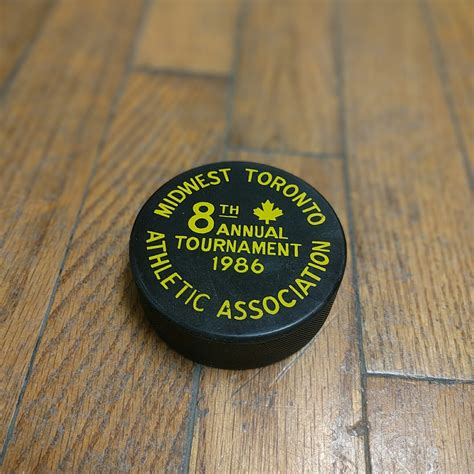 MIDWEST TORONTO
8TH
ANNUAL
TOURNAMENT
1986
ATHLETIC ASSOCIATION